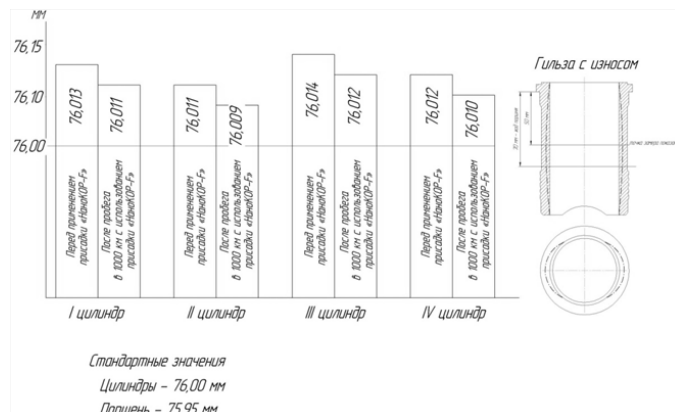 мм
76,15
76,10
76,00
76,013
76,011
76,011
76,009
76,014
76,012
76,012
76,010
Перед применением
присадки «НаноКОР-F»
После пробега
в 1000 км с использованием
присадки «НаноКОР-F»
Перед применением
присадки «НаноКОР-F»
После пробега
в 1000 км с использованием
присадки «НаноКОР-F»
Перед применением
присадки «НаноКОР-F»
После пробега
в 1000 км с использованием
присадки «НаноКОР-F»
Перед применением
присадки «НаноКОР-F»
После пробега
в 1000 км с использованием
присадки «НаноКОР-F»
I цилиндр
II цилиндр
III цилиндр
IV цилиндр
Гильза с износом
50 мм
ход поршня
Стандартные значения
Цилиндры - 76,00 мм
Поршень - 75,95 мм